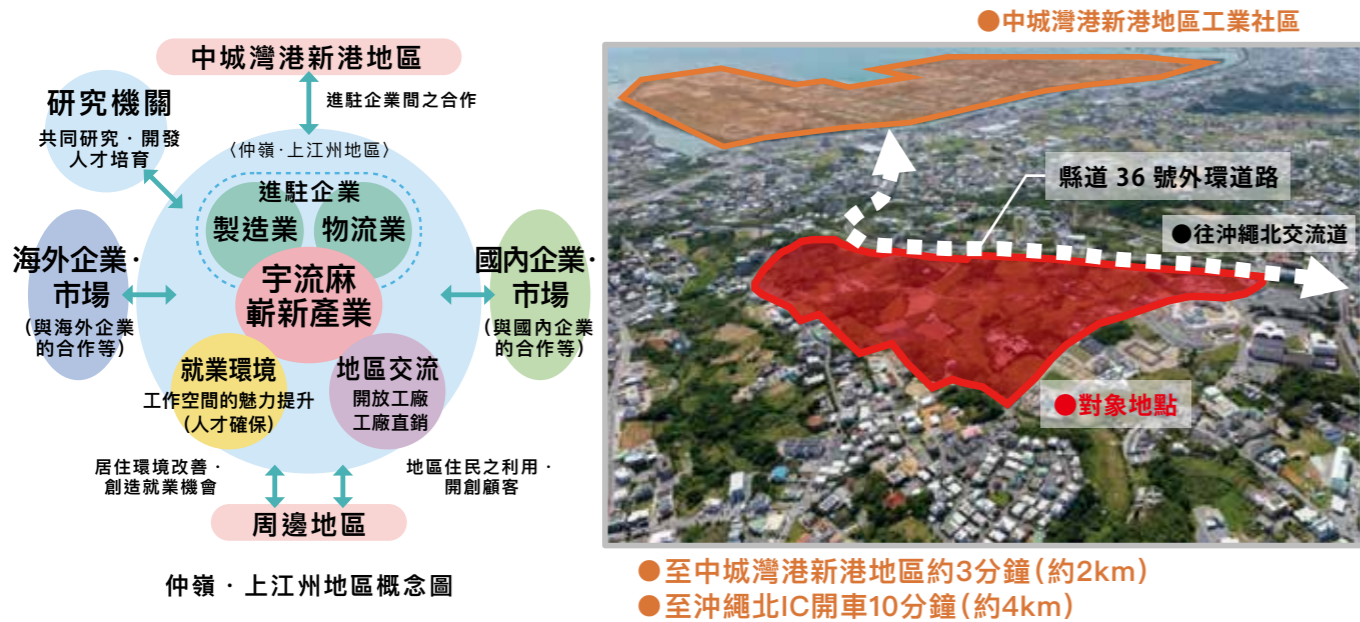 中城灣港新港地區
進駐企業間之合作
研究機關
共同研究·開發
人才培育
〈仲嶺·上江州地區〉
進駐企業
製造業
物流業
宇流麻
嶄新產業
海外企業·
市場
(與海外企業
的合作等)
國內企業·
市場
(與國內企業
的合作等)
就業環境
工作空間的魅力提升
(人才確保)
地區交流
開放工廠
工廠直銷
居住環境改善·
創造就業機會
地區住民之利用·
開創顧客
周邊地區
仲嶺·上江州地區概念圖
●中城灣港新港地區工業社區
縣道 36 號外環道路
●往沖繩北交流道
●對象地點
●至中城灣港新港地區約3分鐘(約2km)
●至沖繩北IC開車10分鐘(約4km)